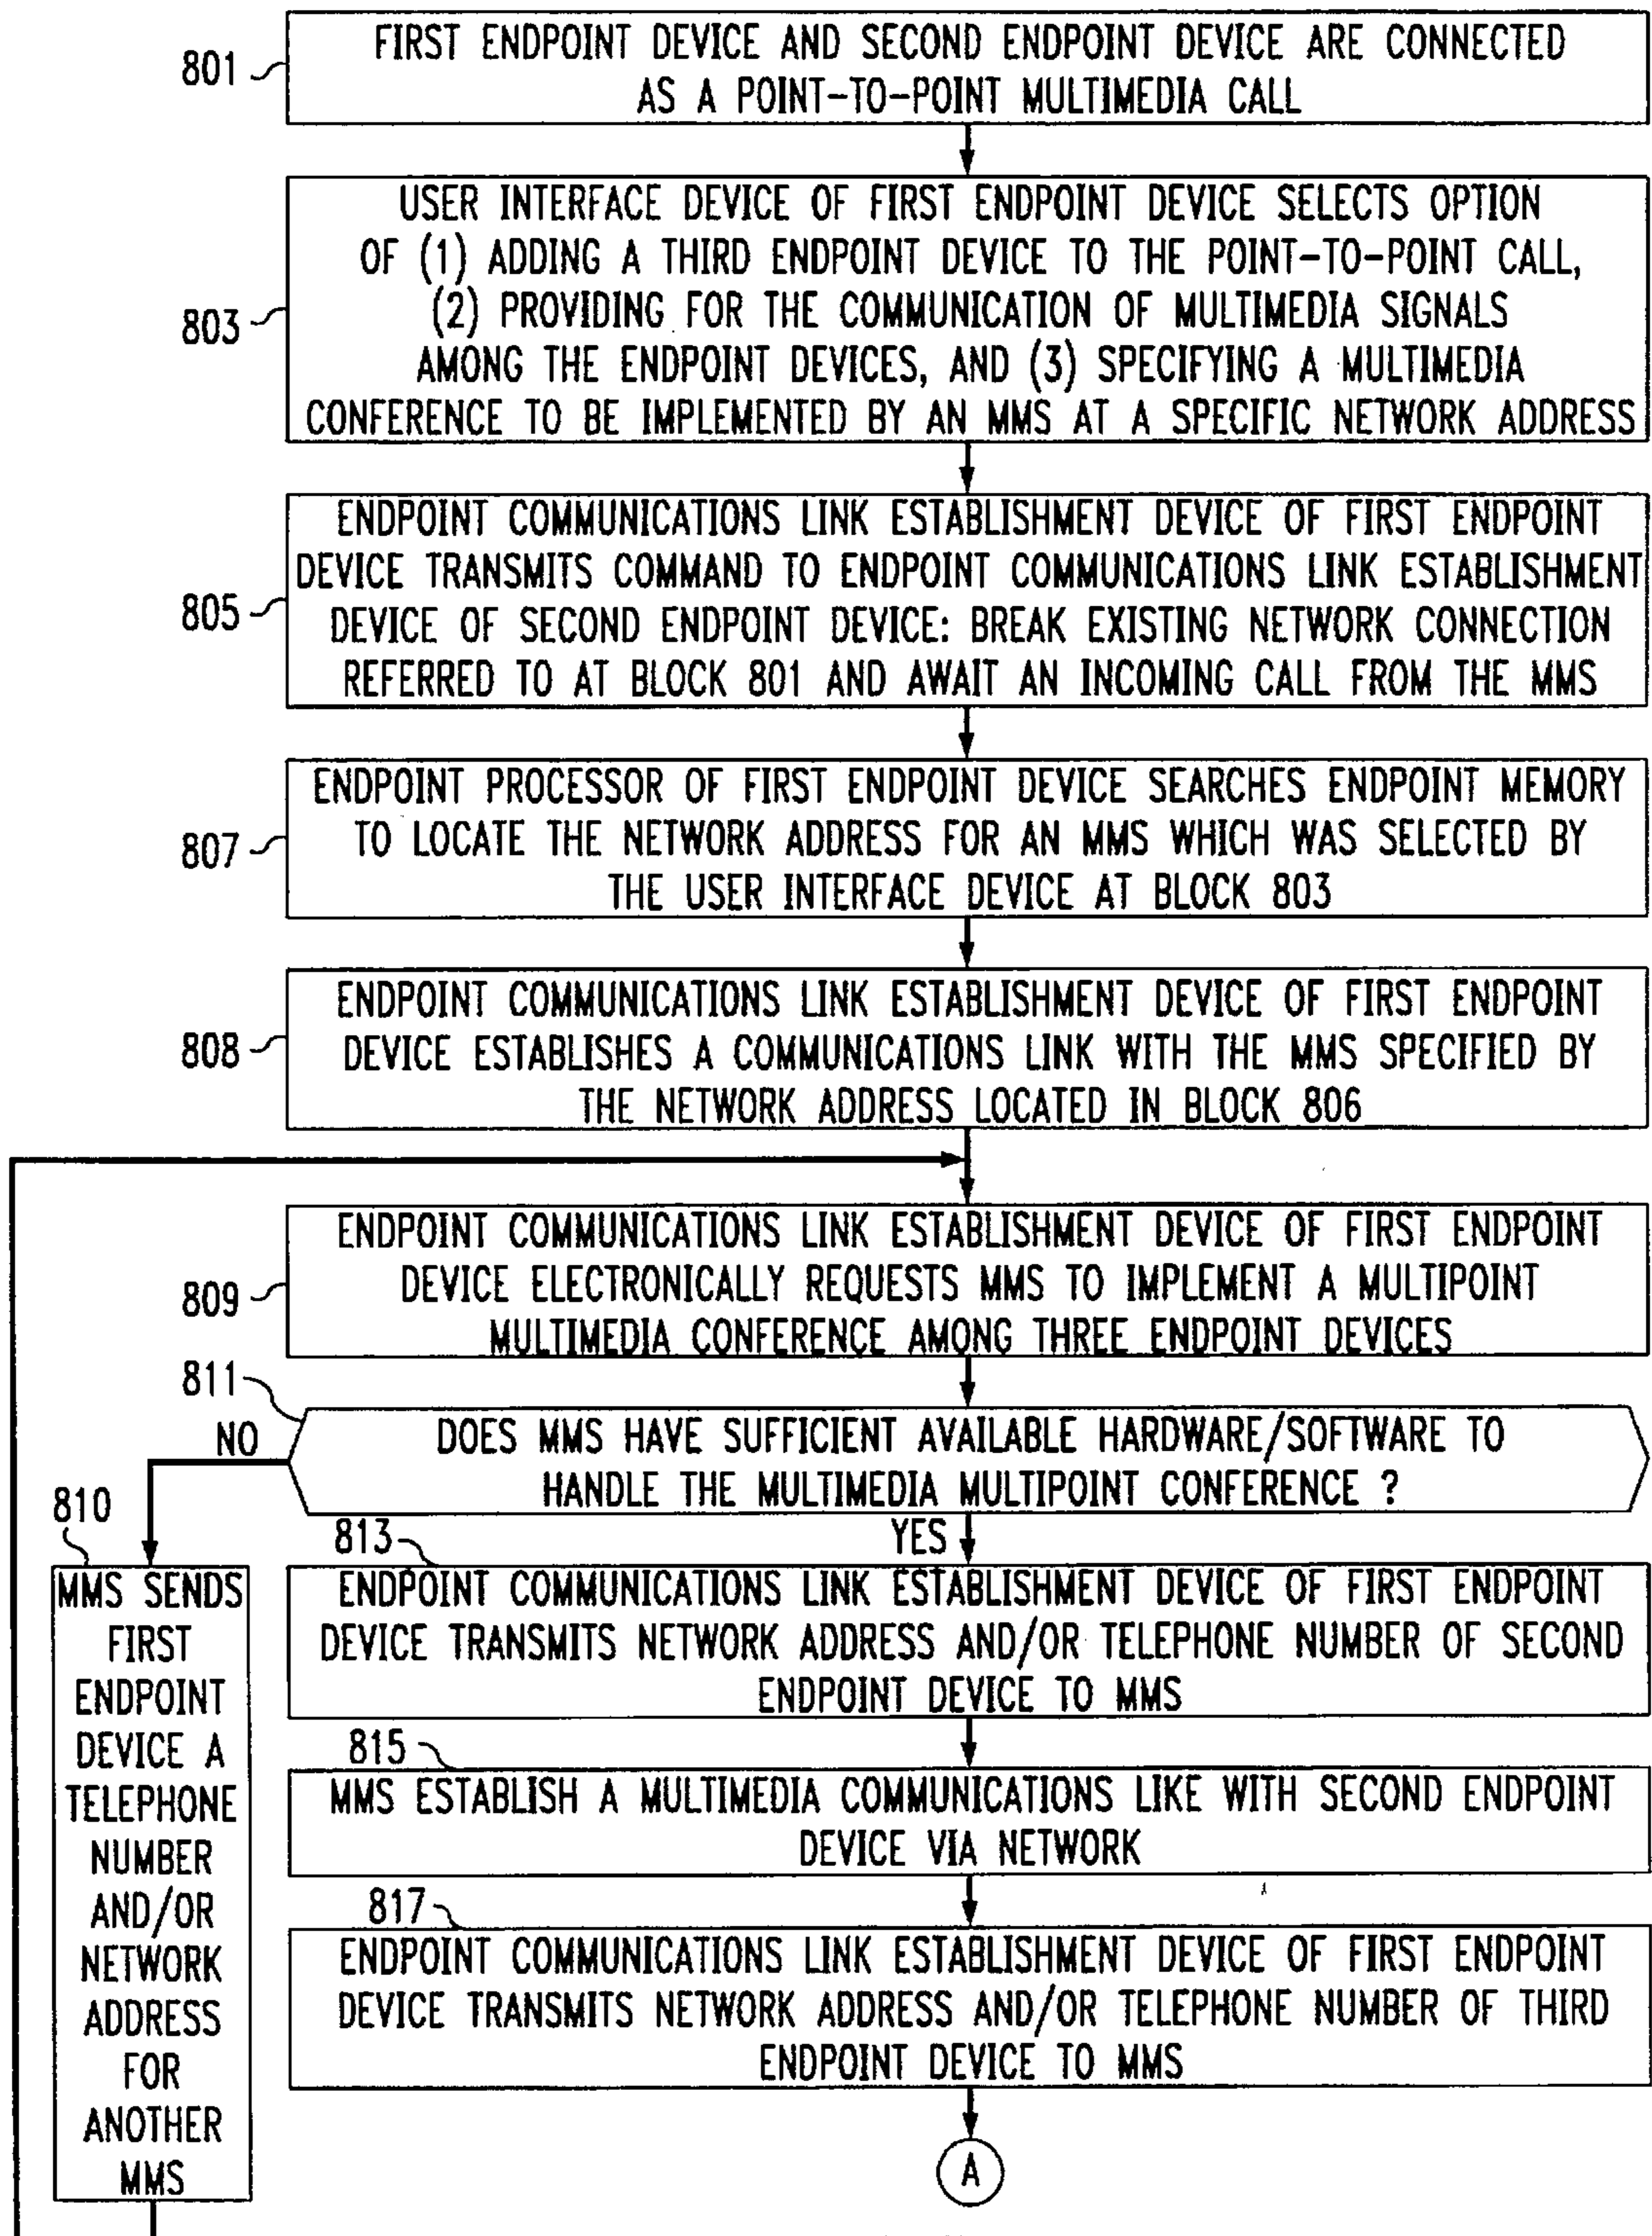 801
FIRST ENDPOINT DEVICE AND SECOND ENDPOINT DEVICE ARE CONNECTED
AS A POINT-TO-POINT MULTIMEDIA CALL
803
USER INTERFACE DEVICE OF FIRST ENDPOINT DEVICE SELECTS OPTION
OF (1) ADDING A THIRD ENDPOINT DEVICE TO THE POINT-TO-POINT CALL,
(2) PROVIDING FOR THE COMMUNICATION OF MULTIMEDIA SIGNALS
AMONG THE ENDPOINT DEVICES, AND (3) SPECIFYING A MULTIMEDIA
CONFERENCE TO BE IMPLEMENTED BY AN MMS AT A SPECIFIC NETWORK ADDRESS
805
ENDPOINT COMMUNICATIONS LINK ESTABLISHMENT DEVICE OF FIRST ENDPOINT
DEVICE TRANSMITS COMMAND TO ENDPOINT COMMUNICATIONS LINK ESTABLISHMENT
DEVICE OF SECOND ENDPOINT DEVICE: BREAK EXISTING NETWORK CONNECTION
REFERRED TO AT BLOCK 801 AND AWAIT AN INCOMING CALL FROM THE MMS
807
ENDPOINT PROCESSOR OF FIRST ENDPOINT DEVICE SEARCHES ENDPOINT MEMORY
TO LOCATE THE NETWORK ADDRESS FOR AN MMS WHICH WAS SELECTED BY
THE USER INTERFACE DEVICE AT BLOCK 803
808
ENDPOINT COMMUNICATIONS LINK ESTABLISHMENT DEVICE OF FIRST ENDPOINT
DEVICE ESTABLISHES A COMMUNICATIONS LINK WITH THE MMS SPECIFIED BY
THE NETWORK ADDRESS LOCATED IN BLOCK 806
809
ENDPOINT COMMUNICATIONS LINK ESTABLISHMENT DEVICE OF FIRST ENDPOINT
DEVICE ELECTRONICALLY REQUESTS MMS TO IMPLEMENT A MULTIPOINT
MULTIMEDIA CONFERENCE AMONG THREE ENDPOINT DEVICES
811
NO
DOES MMS HAVE SUFFICIENT AVAILABLE HARDWARE/SOFTWARE TO
HANDLE THE MULTIMEDIA MULTIPOINT CONFERENCE ?
YES
810
MMS SENDS
FIRST
ENDPOINT
DEVICE A
TELEPHONE
NUMBER
AND/OR
NETWORK
ADDRESS
FOR
ANOTHER
MMS
813
ENDPOINT COMMUNICATIONS LINK ESTABLISHMENT DEVICE OF FIRST ENDPOINT
DEVICE TRANSMITS NETWORK ADDRESS AND/OR TELEPHONE NUMBER OF SECOND
ENDPOINT DEVICE TO MMS
815
MMS ESTABLISH A MULTIMEDIA COMMUNICATIONS LIKE WITH SECOND ENDPOINT
DEVICE VIA NETWORK
817
ENDPOINT COMMUNICATIONS LINK ESTABLISHMENT DEVICE OF FIRST ENDPOINT
DEVICE TRANSMITS NETWORK ADDRESS AND/OR TELEPHONE NUMBER OF THIRD
ENDPOINT DEVICE TO MMS
A